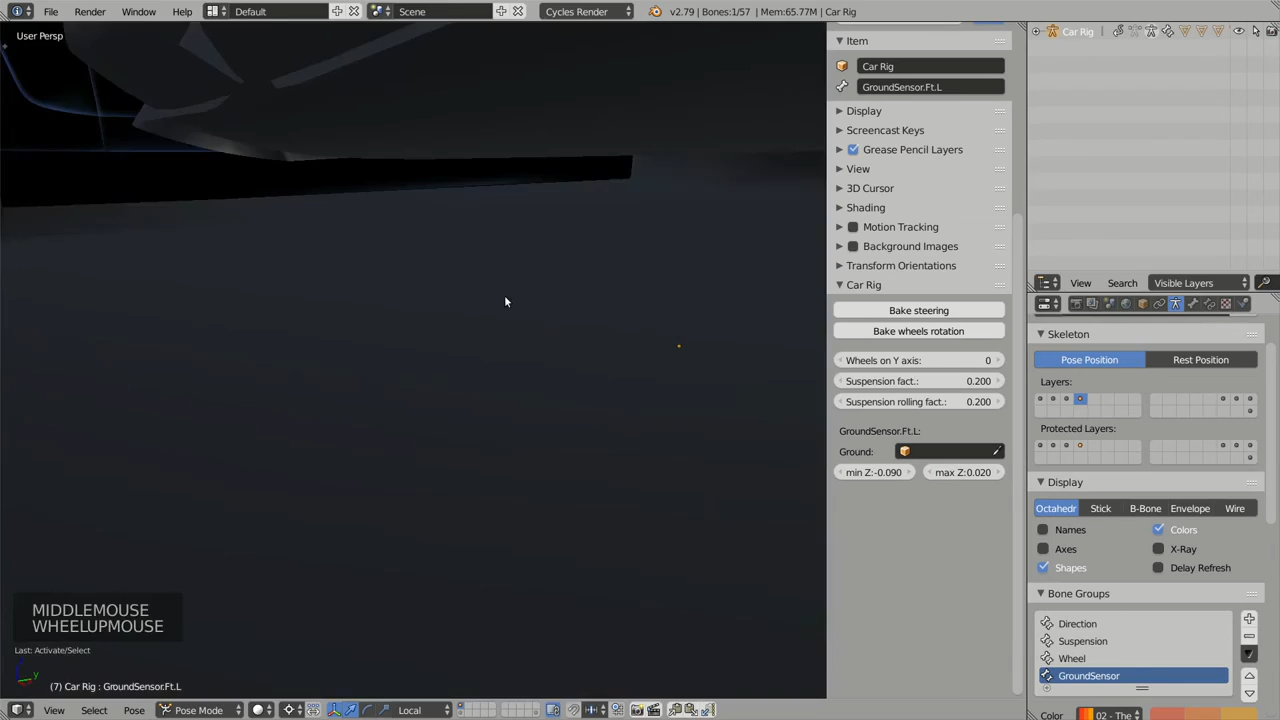 File Render Window Help Default Scene Cycles Render v2.79 | Bones:1/57 | Mem:65.77M | Car Rig
User Persp
Item
Car Rig
GroundSensor.Ft.L
Display
Screencast Keys
Grease Pencil Layers
View
3D Cursor
Shading
Motion Tracking
Background Images
Transform Orientations
Car Rig
Bake steering
Bake wheels rotation
Wheels on Y axis: 0
Suspension fact.: 0.200
Suspension rolling fact.: 0.200
GroundSensor.Ft.L:
Ground:
min Z:-0.090 max Z:0.020
Car Rig
View Search Visible Layers
Skeleton
Pose Position Rest Position
Layers:
Protected Layers:
Display
Octahedr Stick B-Bone Envelope Wire
Names Colors
Axes X-Ray
Shapes Delay Refresh
Bone Groups
Direction
Suspension
Wheel
GroundSensor
Color 02 - The
MIDDLEMOUSE
WHEELUPMOUSE
Last: Activate/Select
y
(7) Car Rig : GroundSensor.Ft.L
View Select Pose Pose Mode Local